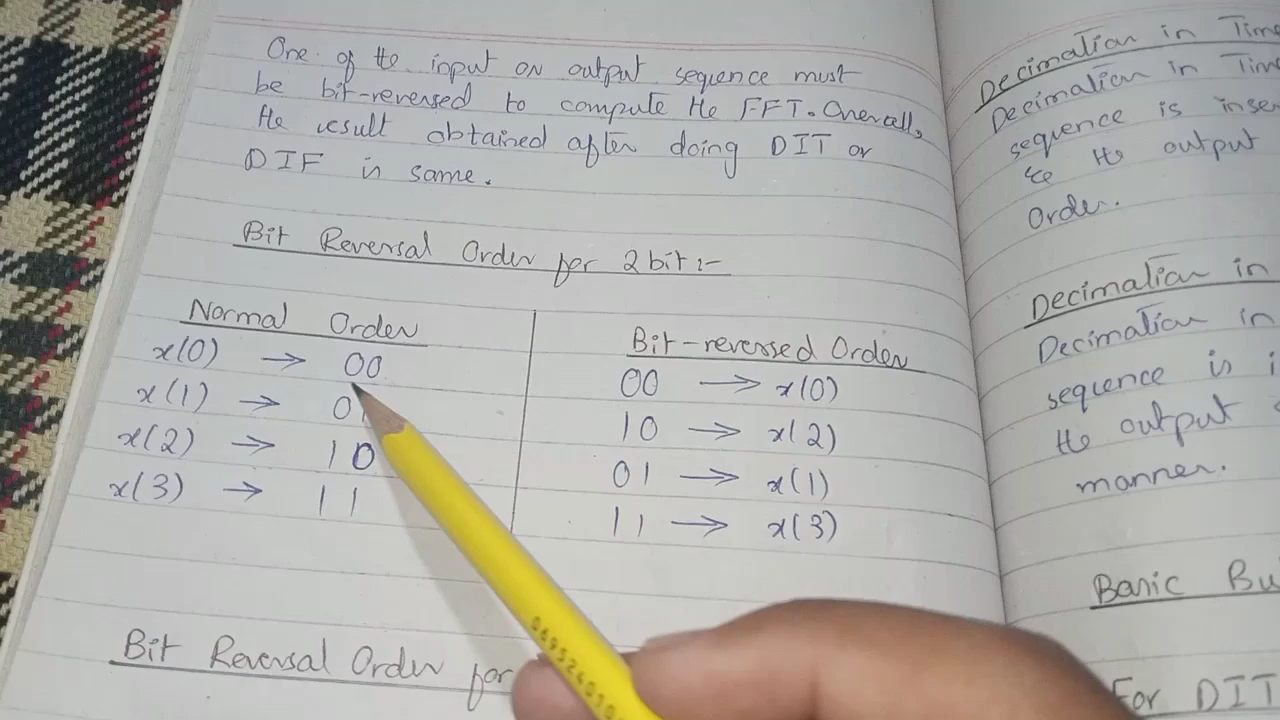 One of the input on output sequence must
be bit-reversed to compute the FFT. Overall,
the result obtained after doing DIT or
DIF is same.
Bit Reversal Order for 2 bit :-
Normal Order
x(0) → 00
x(1) → 01
x(2) → 10
x(3) → 11
Bit-reversed Order
00 → x(0)
10 → x(2)
01 → x(1)
11 → x(3)
Bit Reversal Order for
Decimation in Time
Decimation in Time
sequence is inser
the output
Order.
Decimation in
Decimation in
sequence is i
the output
manner.
Basic Bu
For DIT